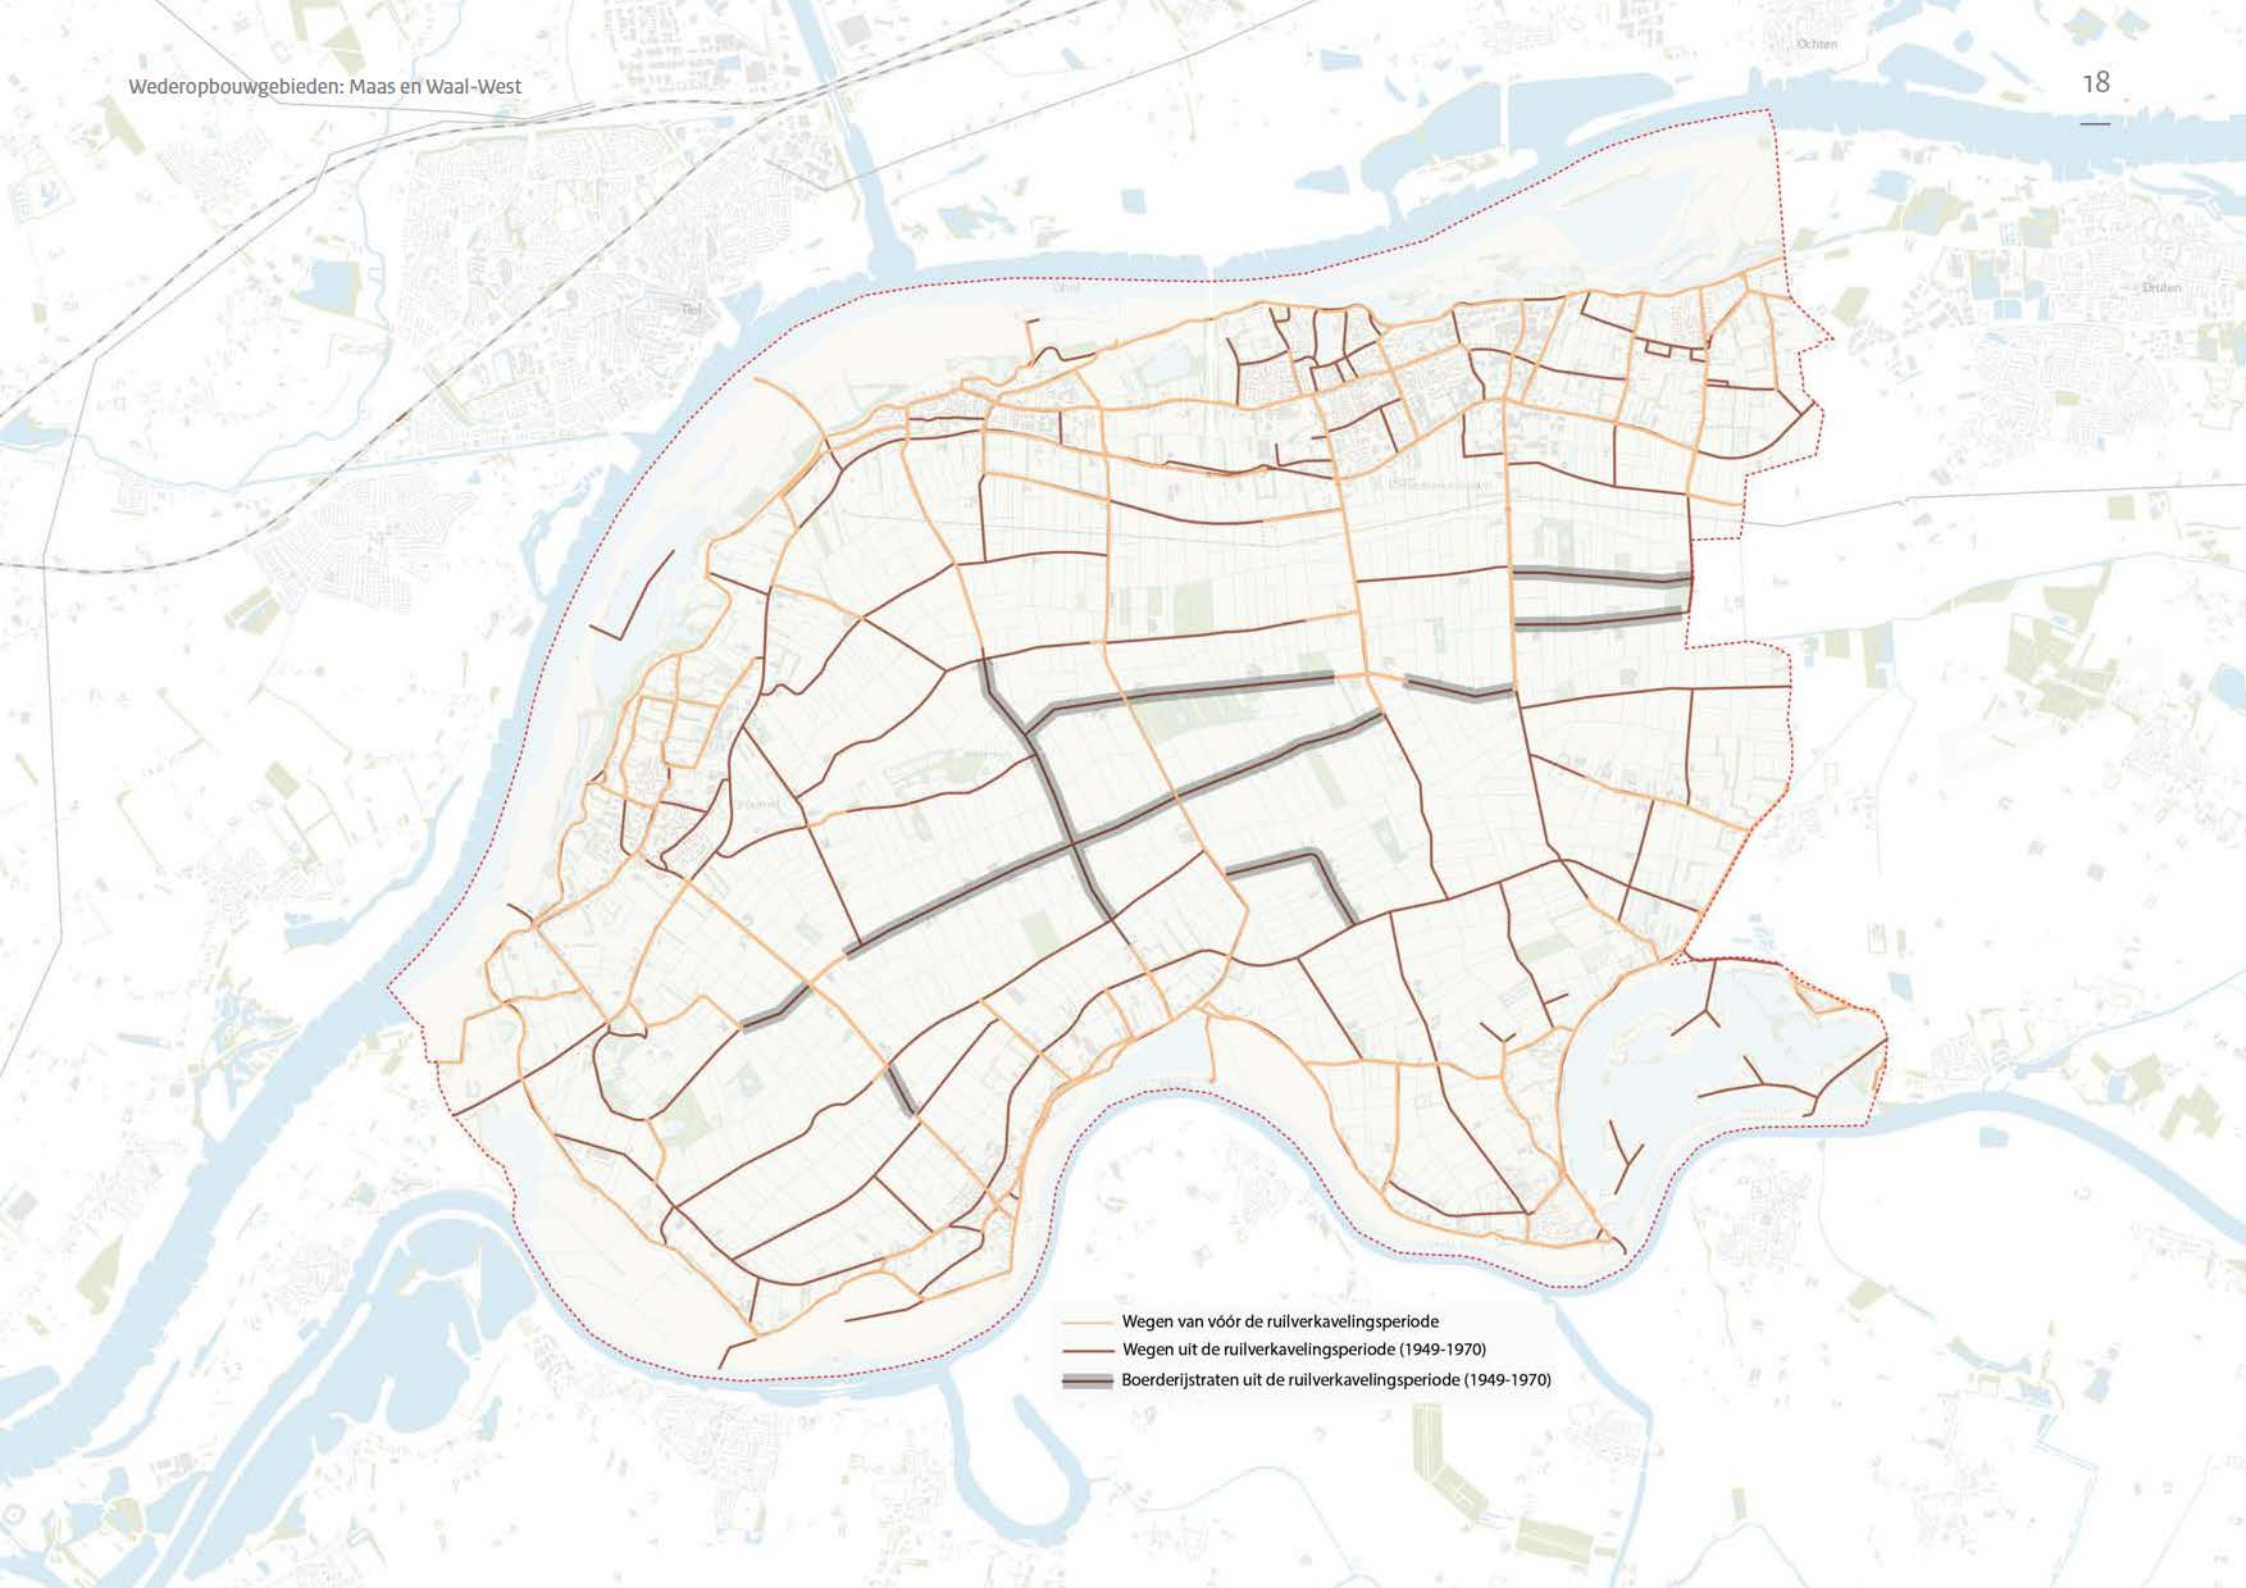 Ochten
Wederopbouwgebieden: Maas en Waal-West
18
Druten
Tiel
Wegen van vóór de ruilverkavelingsperiode
Wegen uit de ruilverkavelingsperiode (1949-1970)
Boerderijstraten uit de ruilverkavelingsperiode (1949-1970)